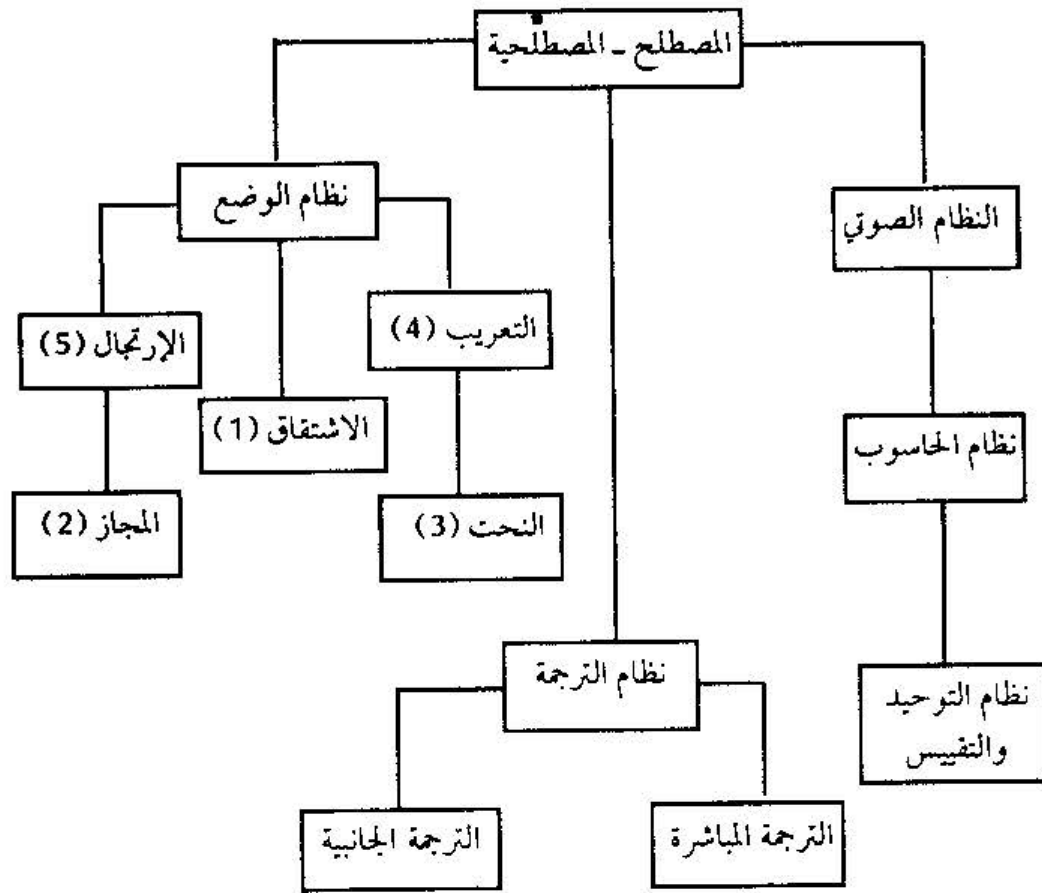 المصطلح - المصطلحية
نظام الوضع
النظام الصوتي
التعريب (4)
الإرتجال (5)
الاشتقاق (1)
نظام الحاسوب
النحت (3)
المجاز (2)
نظام الترجمة
نظام التوحيد
والتقييس
الترجمة المباشرة
الترجمة الجانبية